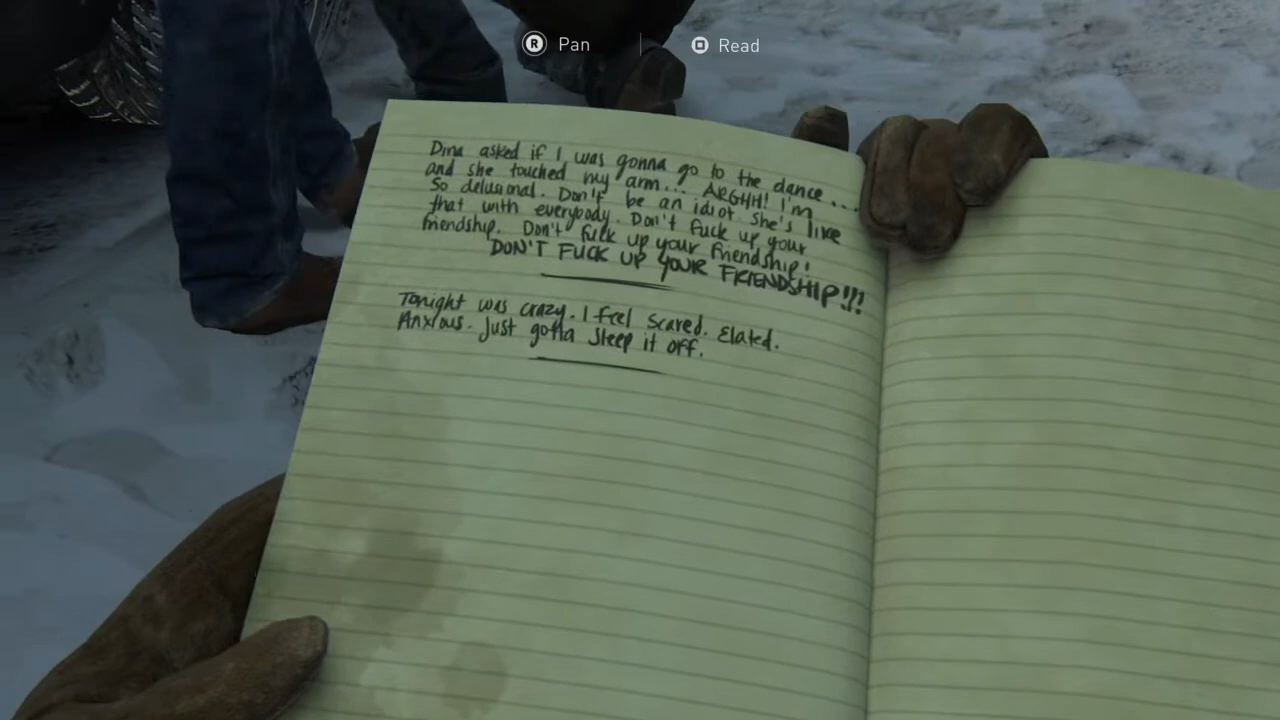 Pan
Read
Dina asked if I was gonna go to the dance...
and she touched my arm... ARGHH! I'm
so delusional. Don't be an idiot. She's like
that with everybody. Don't fuck up your
friendship. Don't fuck up your friendship!
DON'T FUCK UP YOUR FRIENDSHIP!!!
Tonight was crazy. I feel scared. Elated.
Anxious. Just gotta sleep it off.